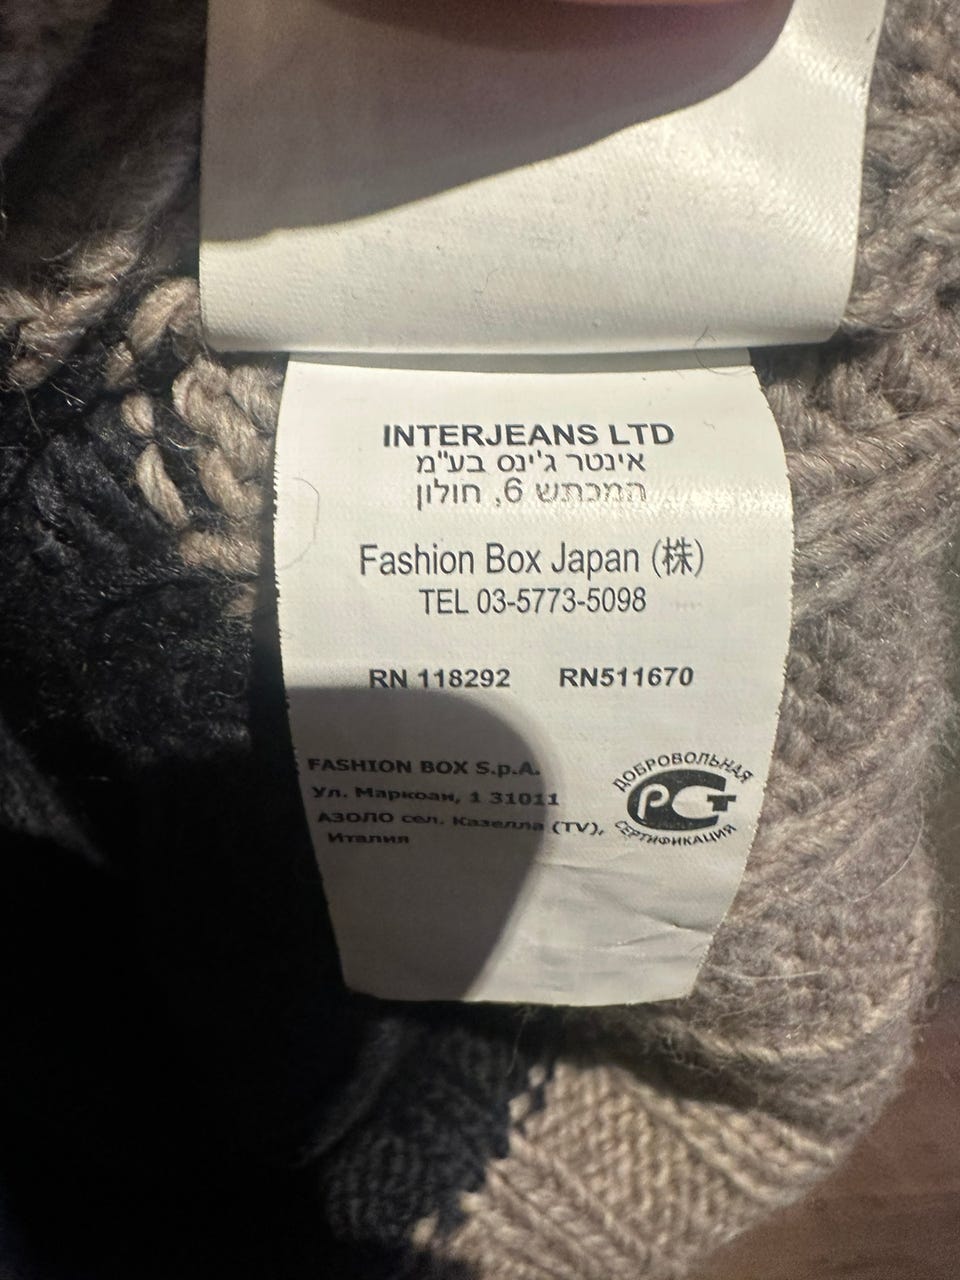 INTERJEANS LTD
אינטר ג'ינס בע"מ
המכתש 6, חולון
Fashion Box Japan (株)
TEL 03-5773-5098
RN 118292 RN511670
FASHION BOX S.p.A.
Ул. Маркоан, 1 31011
АЗОЛО сел. Казелла (TV),
Италия
ДОБРОВОЛЬНАЯ
РСТ
СЕРТИФИКАЦИЯ